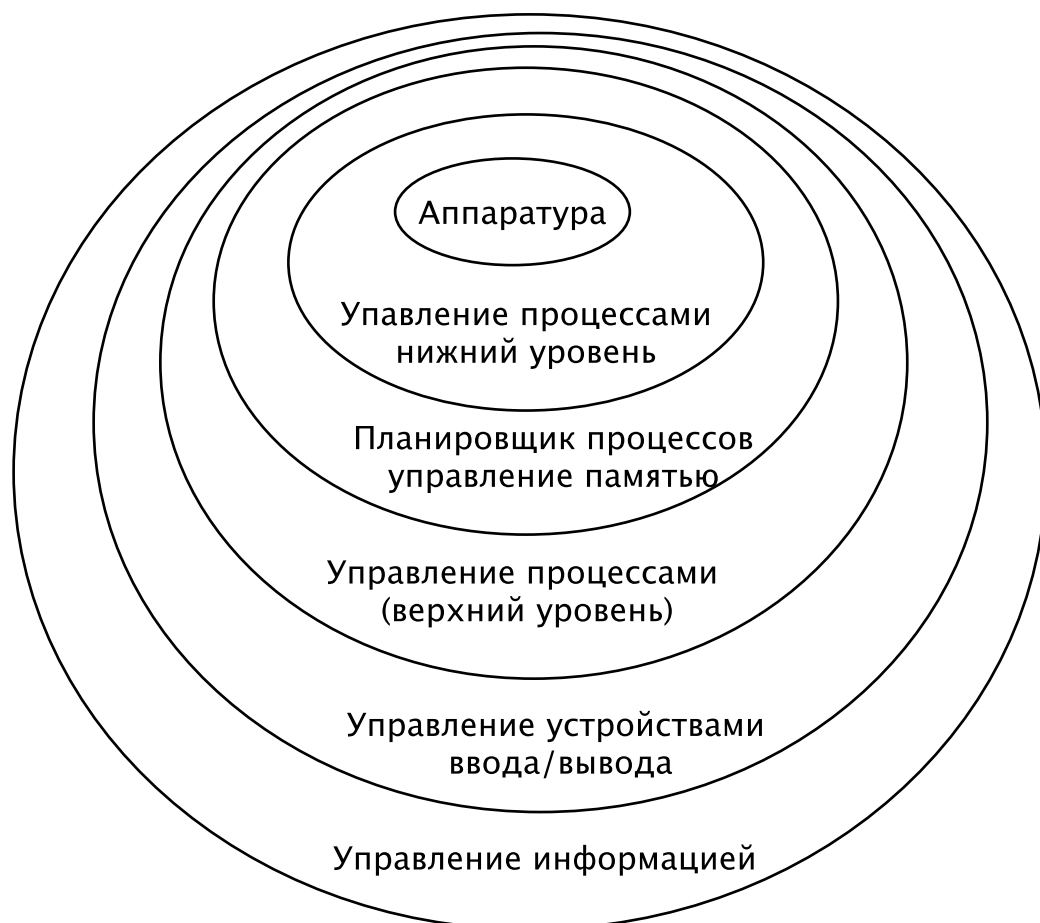 Аппаратура
Упавление процессами
нижний уровень
Планировщик процессов
управление памятью
Управление процессами
(верхний уровень)
Управление устройствами
ввода/вывода
Управление информацией